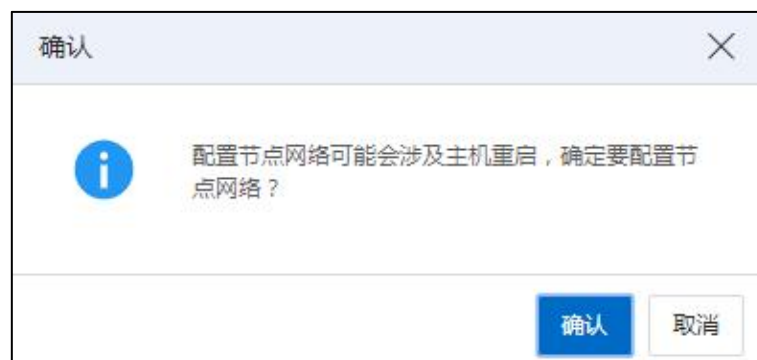 确认
配置节点网络可能会涉及主机重启，确定要配置节
点网络？
确认
取消